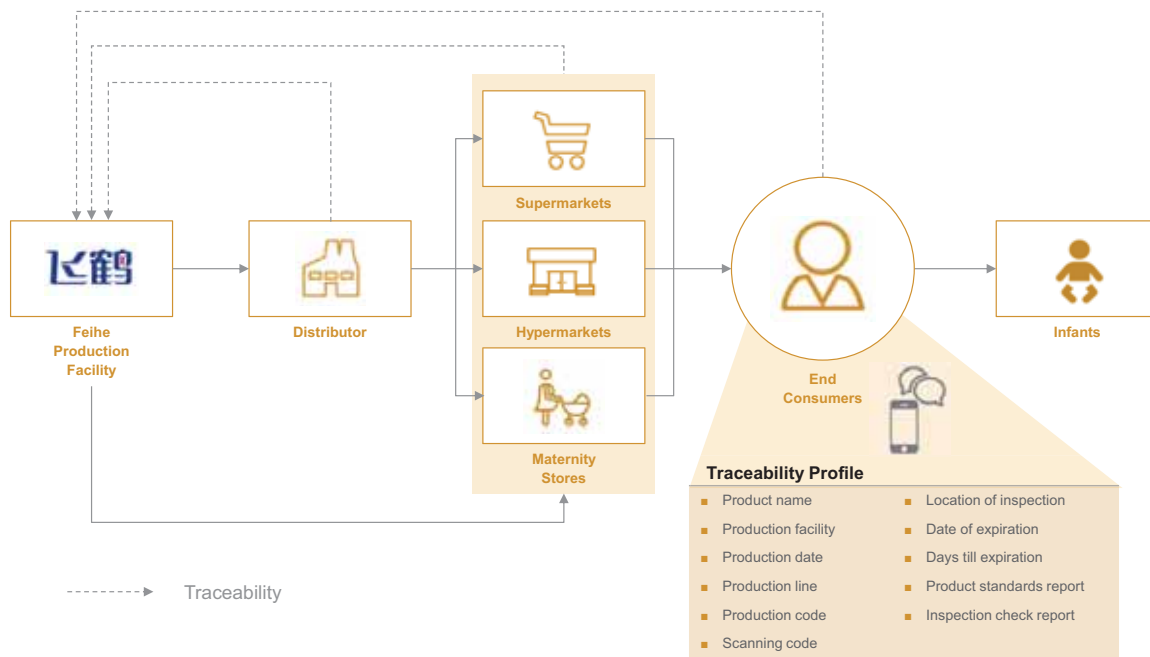 飞鹤
Feihe
Production
Facility
Distributor
Supermarkets
Hypermarkets
Maternity
Stores
End
Consumers
Infants
Traceability Profile
Product name
Production facility
Production date
Production line
Production code
Scanning code
Location of inspection
Date of expiration
Days till expiration
Product standards report
Inspection check report
Traceability